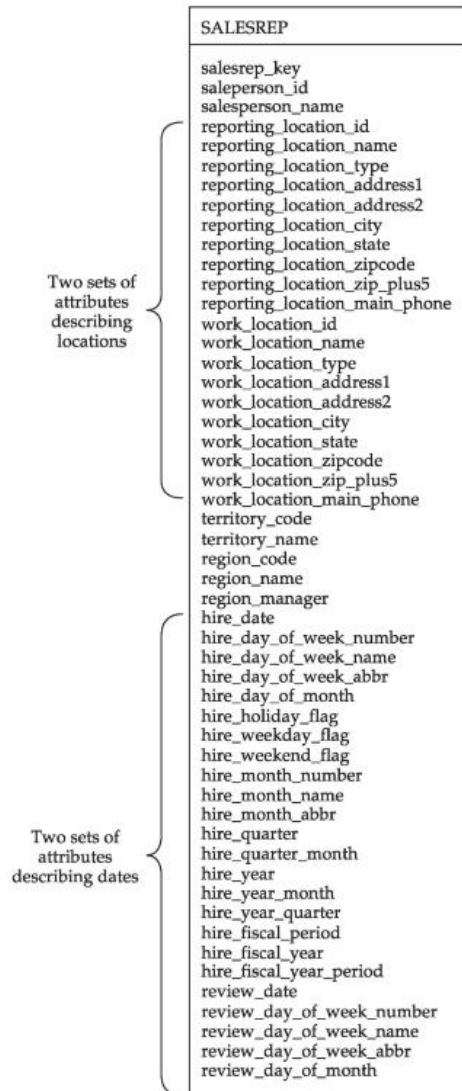 SALESREP
salesrep_key
saleperson_id
salesperson_name
reporting_location_id
reporting_location_name
reporting_location_type
reporting_location_address1
reporting_location_address2
reporting_location_city
reporting_location_state
reporting_location_zipcode
reporting_location_zip_plus5
reporting_location_main_phone
work_location_id
work_location_name
work_location_type
work_location_address1
work_location_address2
work_location_city
work_location_state
work_location_zipcode
work_location_zip_plus5
work_location_main_phone
Two sets of
attributes
describing
locations
territory_code
territory_name
region_code
region_name
region_manager
hire_date
hire_day_of_week_number
hire_day_of_week_name
hire_day_of_week_abbr
hire_day_of_month
hire_holiday_flag
hire_weekday_flag
hire_weekend_flag
hire_month_number
hire_month_name
hire_month_abbr
hire_quarter
hire_quarter_month
hire_year
hire_year_month
hire_year_quarter
hire_fiscal_period
hire_fiscal_year
hire_fiscal_year_period
review_date
review_day_of_week_number
review_day_of_week_name
review_day_of_week_abbr
review_day_of_month
Two sets of
attributes
describing dates